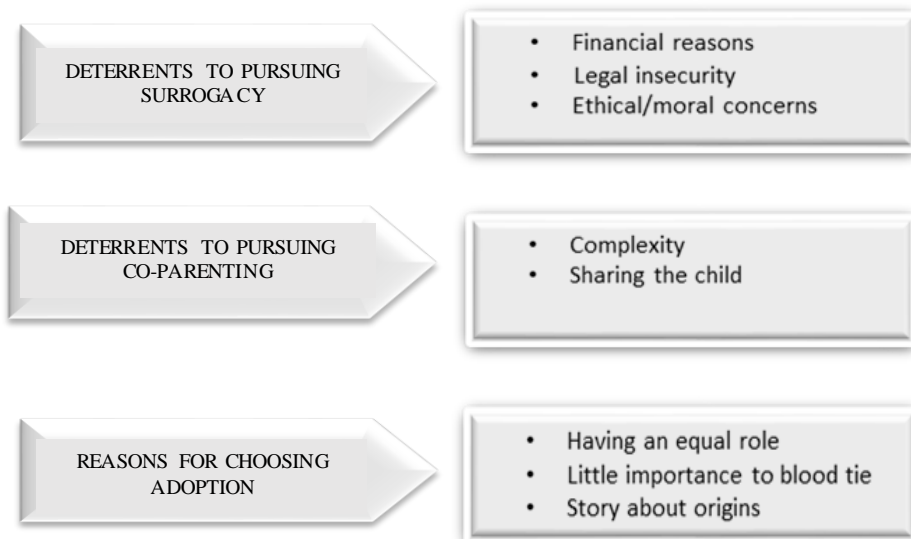 DETERRENTS TO PURSUING
SURROGACY
• Financial reasons
• Legal insecurity
• Ethical/moral concerns
DETERRENTS TO PURSUING
CO-PARENTING
• Complexity
• Sharing the child
REASONS FOR CHOOSING
ADOPTION
• Having an equal role
• Little importance to blood tie
• Story about origins